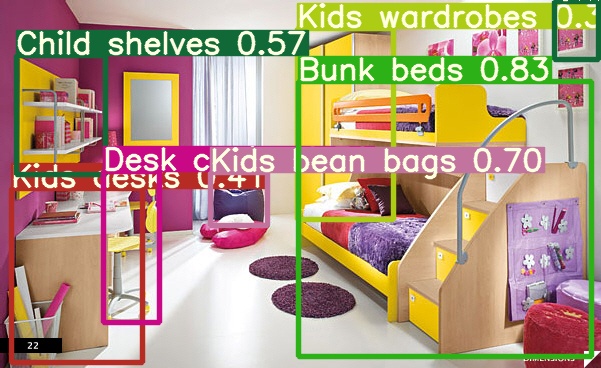 Kids wardrobes 0.3
Child shelves 0.57
Bunk beds 0.83
Desk cKids bean bags 0.70
Kids desks 0.41
22
DIMENSIONS